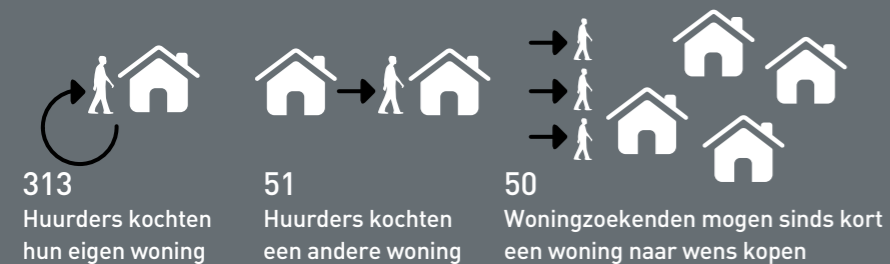 313
Huurders kochten
hun eigen woning
51
Huurders kochten
een andere woning
50
Woningzoekenden mogen sinds kort
een woning naar wens kopen